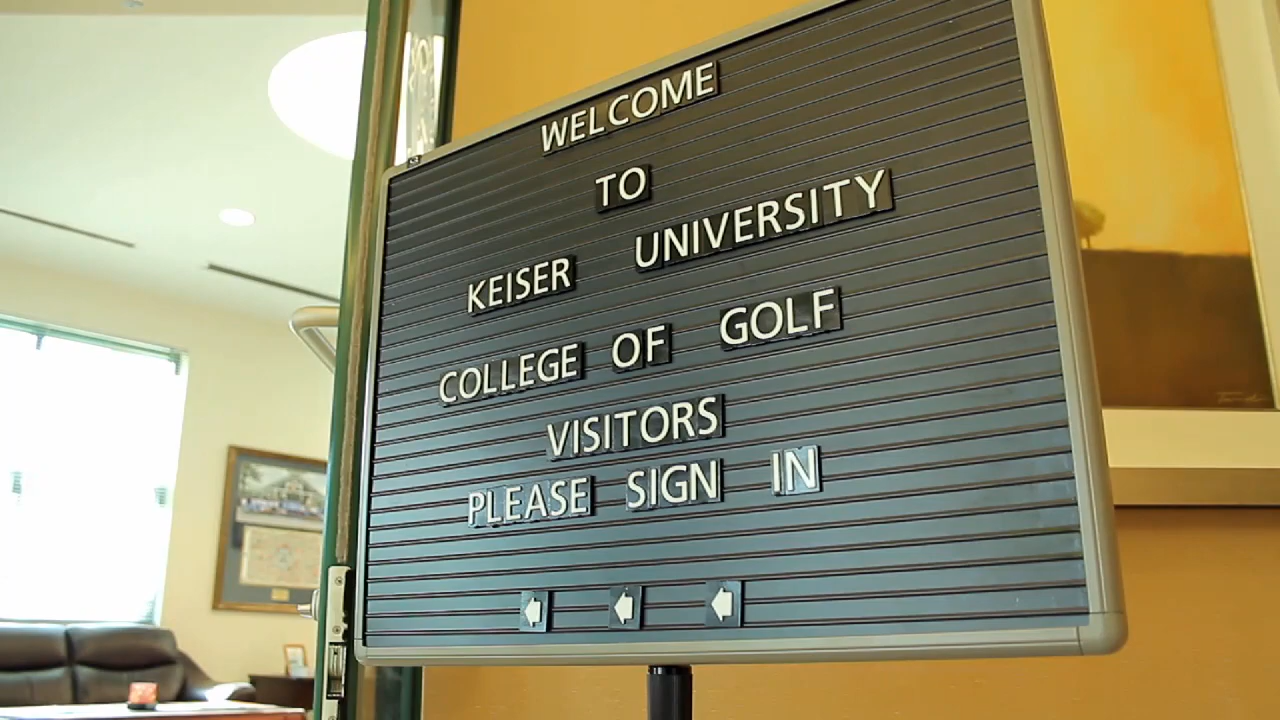 WELCOME
TO
KEISER UNIVERSITY
COLLEGE OF GOLF
VISITORS
PLEASE SIGN IN